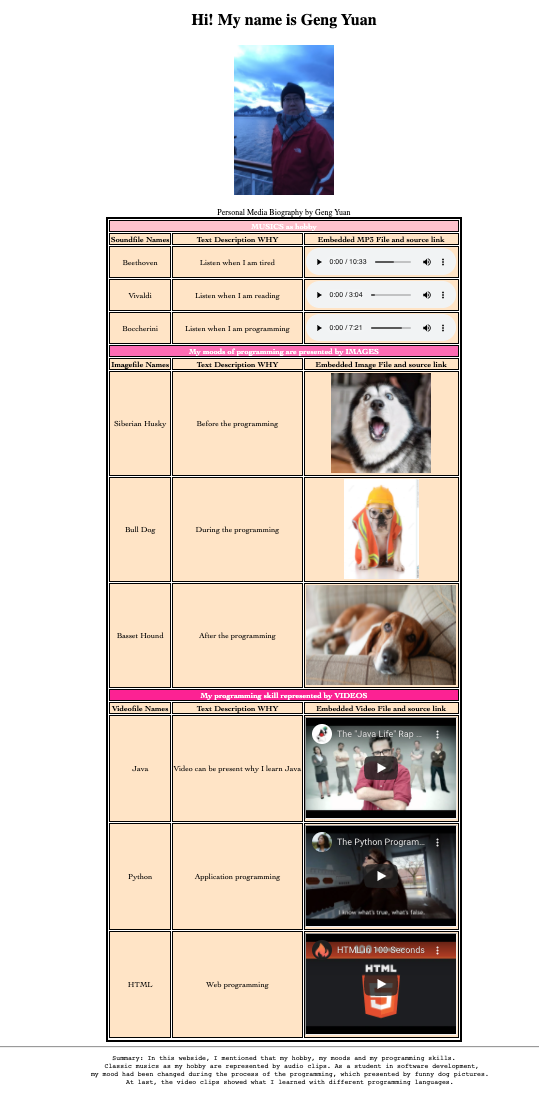 Hi! My name is Geng Yuan
Personal Media Biography by Geng Yuan
MUSICS as hobby
Soundfile Names Text Description WHY Embedded MP3 File and source link
Beethoven Listen when I am tired 0:00 / 10:33
Vivaldi Listen when I am reading 0:00 / 3:04
Boccherini Listen when I am programming 0:00 / 7:21
My moods of programming are presented by IMAGES
Imagefile Names Text Description WHY Embedded Image File and source link
Siberian Husky Before the programming
Bull Dog During the programming
Basset Hound After the programming
My programming skill represented by VIDEOS
Videofile Names Text Description WHY Embedded Video File and source link
The "Java Life" Rap ...
Java Video can be present why I learn Java
The Python Program...
Python Application programming
I know what's true, what's false.
HTML in 100 Seconds
HTML
HTML Web programming
Summary: In this webside, I mentioned that my hobby, my moods and my programming skills.
Classic musics as my hobby are represented by audio clips. As a student in software development,
my mood had been changed during the process of the programming, which presented by funny dog pictures.
At last, the video clips showed what I learned with different programming languages.